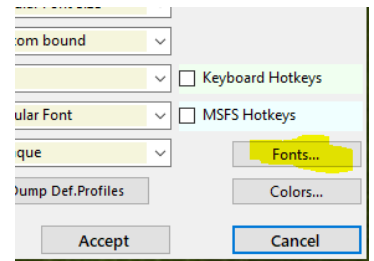 tom bound
Keyboard Hotkeys
ular Font
MSFS Hotkeys
que
Fonts...
Dump Def.Profiles
Colors...
Accept
Cancel